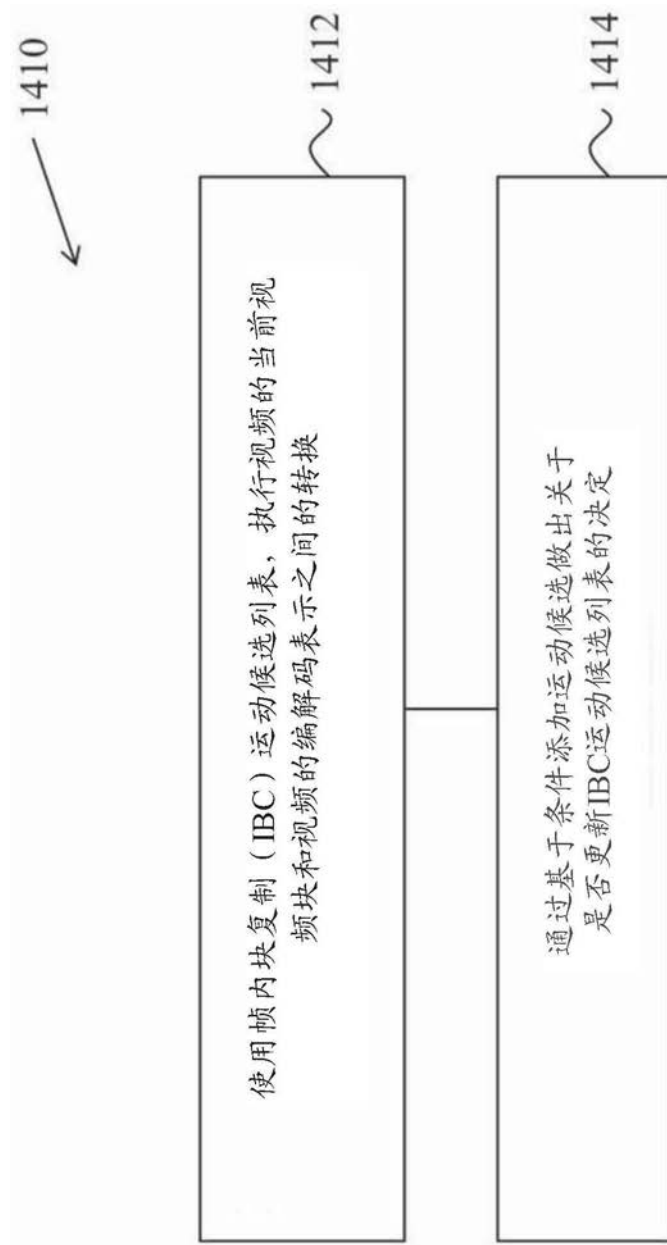 1410
使用帧内块复制（IBC）运动候选列表，执行视频的当前视
频块和视频的编解码表示之间的转换
1412
通过基于条件添加运动候选做出关于
是否更新IBC运动候选列表的决定
1414